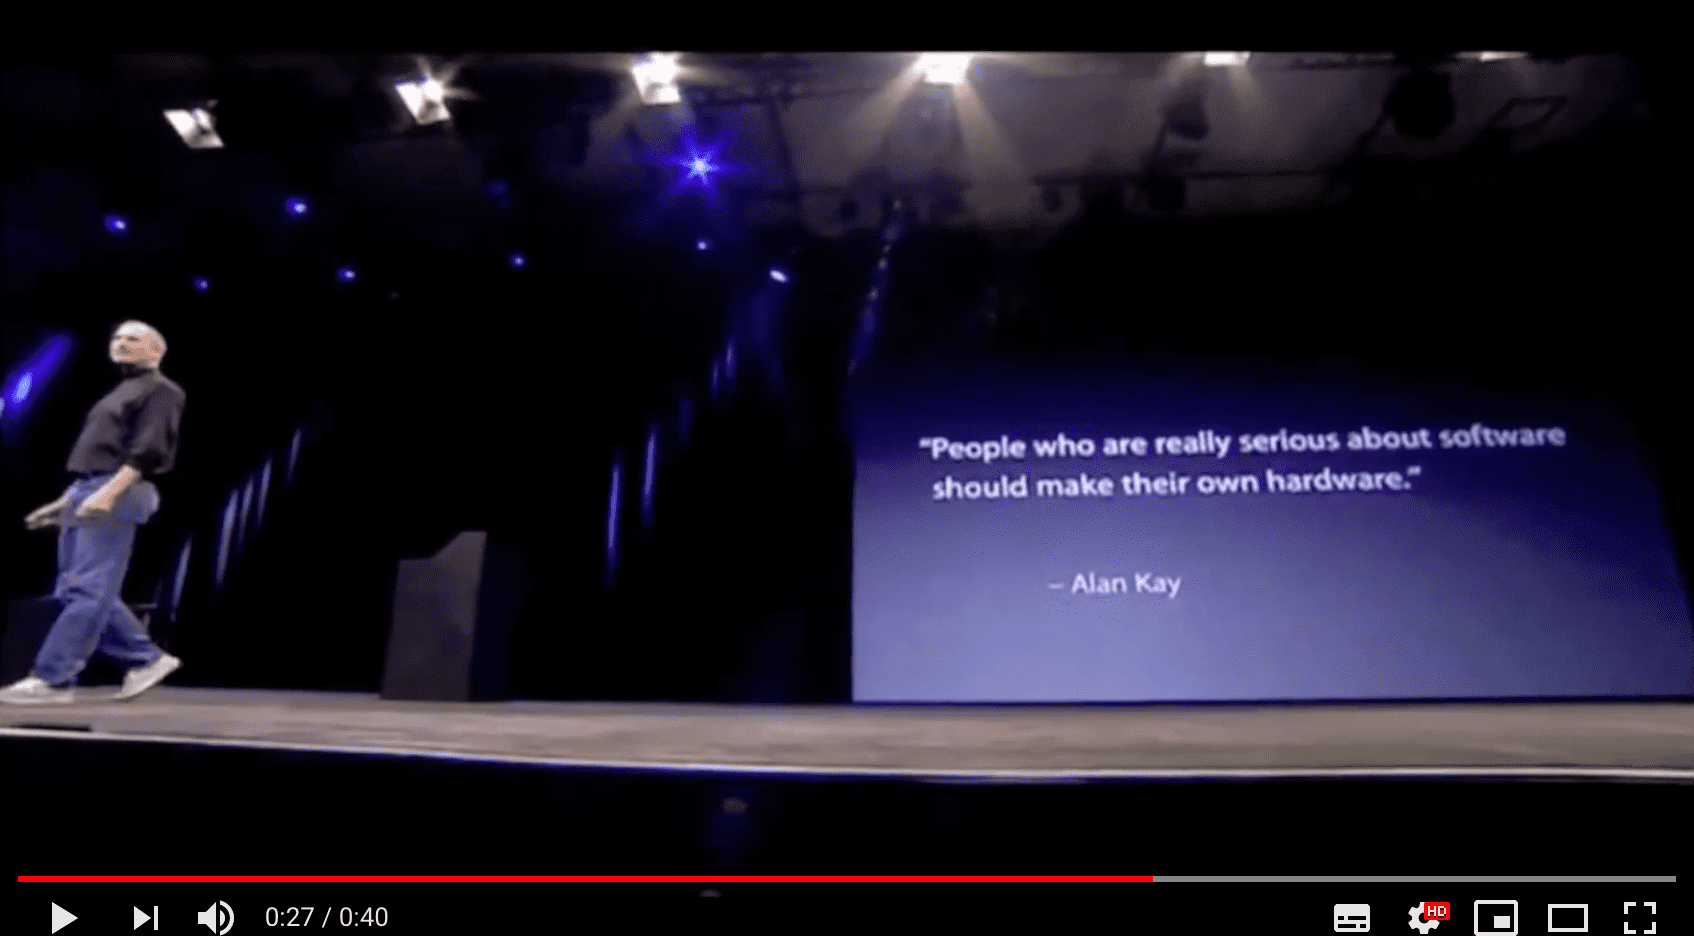 “People who are really serious about software
should make their own hardware.”
– Alan Kay
0:27 / 0:40
HD